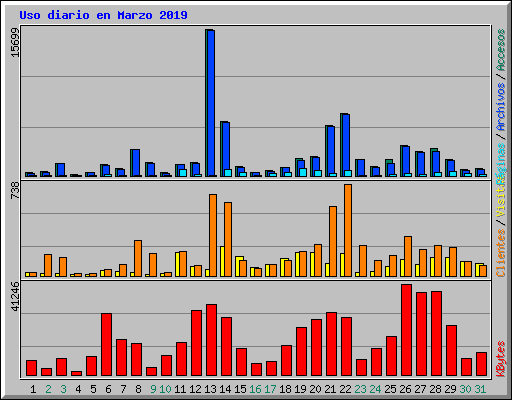 Uso diario en Marzo 2019
15699
738
41246
Accesos / Archivos / Páginas
Clientes / Visitas
KBytes
1 2 3 4 5 6 7 8 9 10 11 12 13 14 15 16 17 18 19 20 21 22 23 24 25 26 27 28 29 30 31